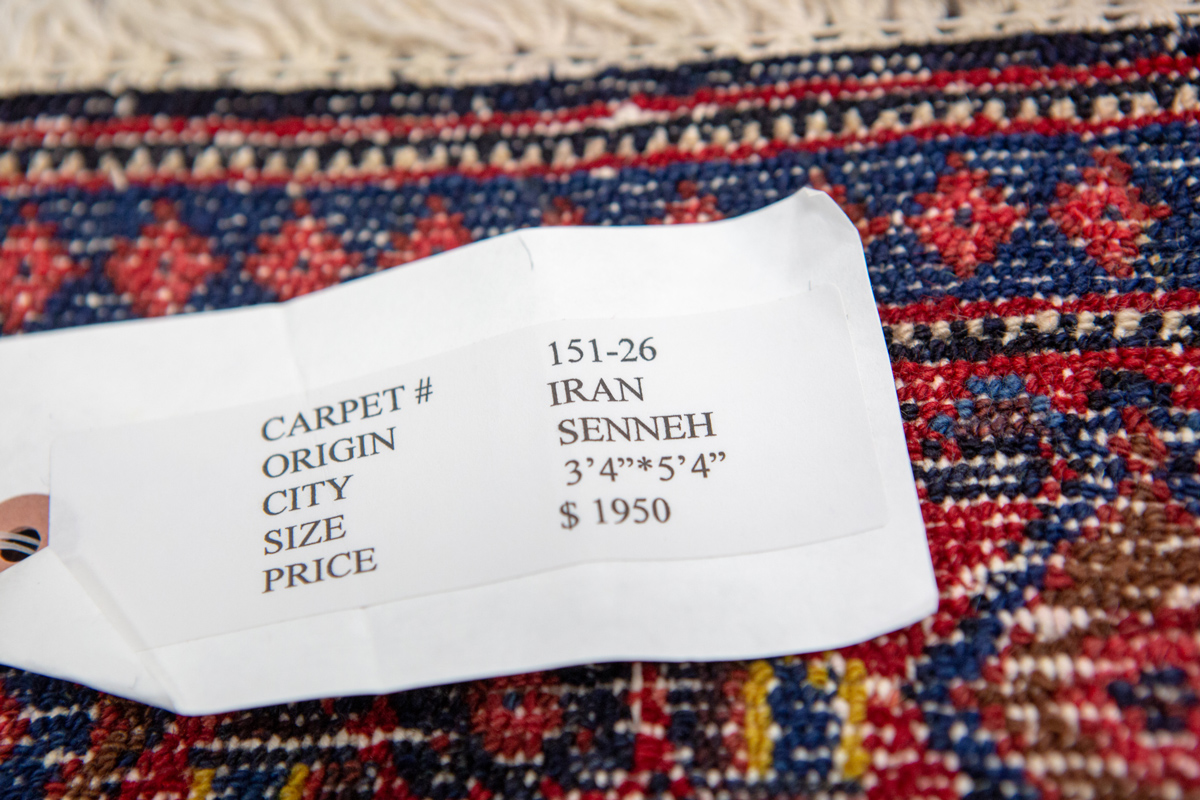 CARPET # 151-26
ORIGIN IRAN
CITY SENNEH
SIZE 3’4”*5’4”
PRICE $ 1950